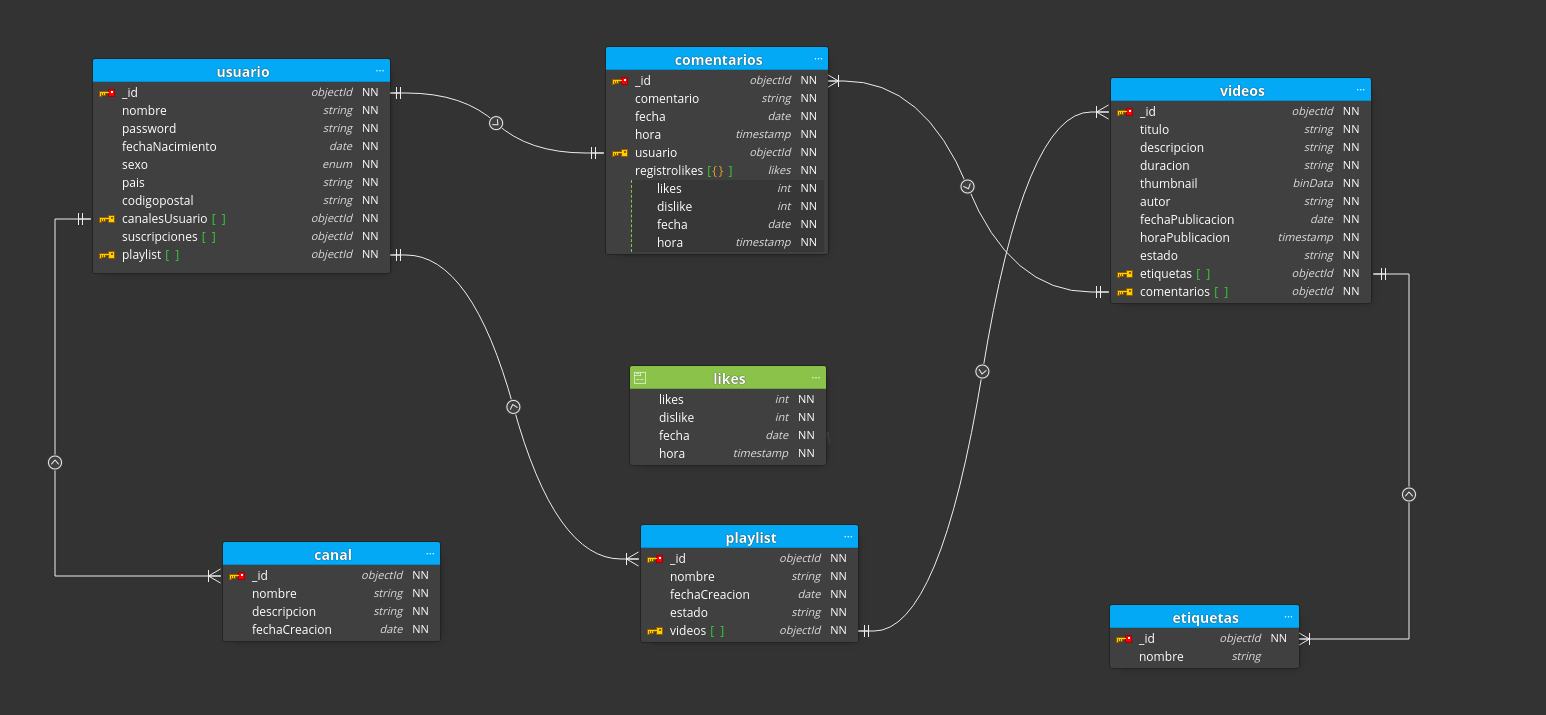 usuario ...
_id objectId NN
nombre string NN
password string NN
fechaNacimiento date NN
sexo enum NN
pais string NN
codigopostal string NN
canalesUsuario [ ] objectId NN
suscripciones [ ] objectId NN
playlist [ ] objectId NN
comentarios ...
_id objectId NN
comentario string NN
fecha date NN
hora timestamp NN
usuario objectId NN
registrolikes [{} ] likes NN
likes int NN
dislike int NN
fecha date NN
hora timestamp NN
videos ...
_id objectId NN
titulo string NN
descripcion string NN
duracion string NN
thumbnail binData NN
autor string NN
fechaPublicacion date NN
horaPublicacion timestamp NN
estado string NN
etiquetas [ ] objectId NN
comentarios [ ] objectId NN
likes ...
likes int NN
dislike int NN
fecha date NN
hora timestamp NN
canal ...
_id objectId NN
nombre string NN
descripcion string NN
fechaCreacion date NN
playlist ...
_id objectId NN
nombre string NN
fechaCreacion date NN
estado string NN
videos [ ] objectId NN
etiquetas ...
_id objectId NN
nombre string